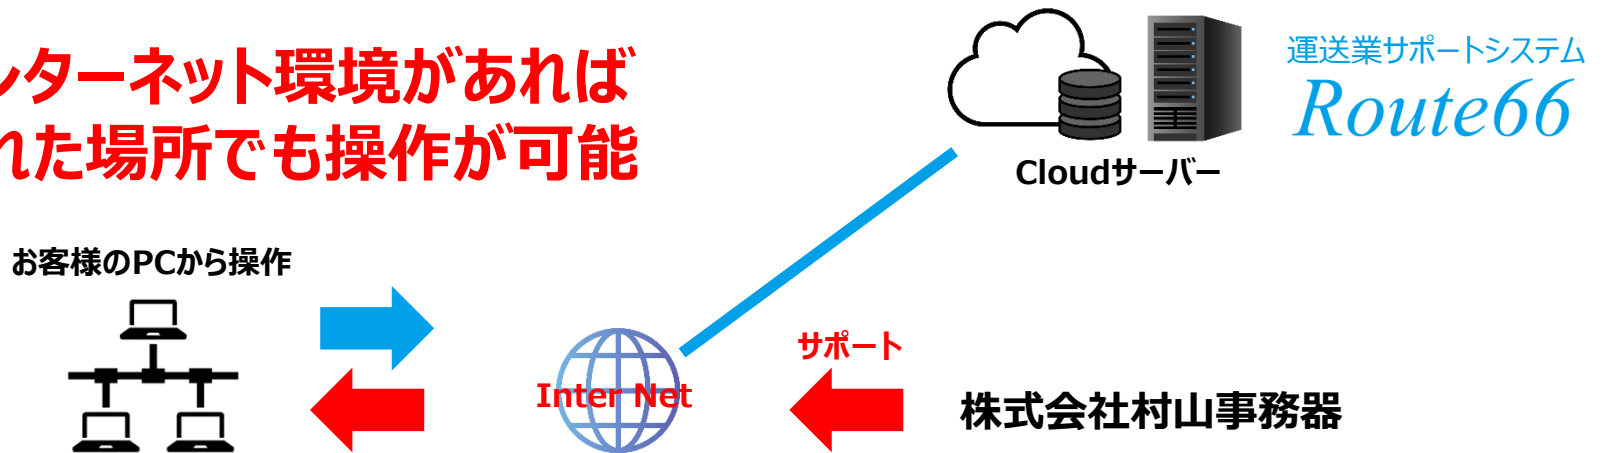 ンターネット環境があれば
れた場所でも操作が可能
運送業サポートシステム
Route66
Cloudサーバー
お客様のPCから操作
サポート
Inter Net
株式会社村山事務器